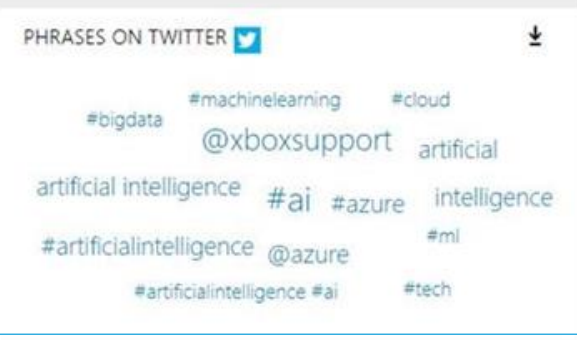 PHRASES ON TWITTER
#machinelearning #cloud
#bigdata
@xboxsupport artificial
artificial intelligence #ai #azure intelligence
#artificialintelligence @azure #ml
#artificialintelligence #ai #tech